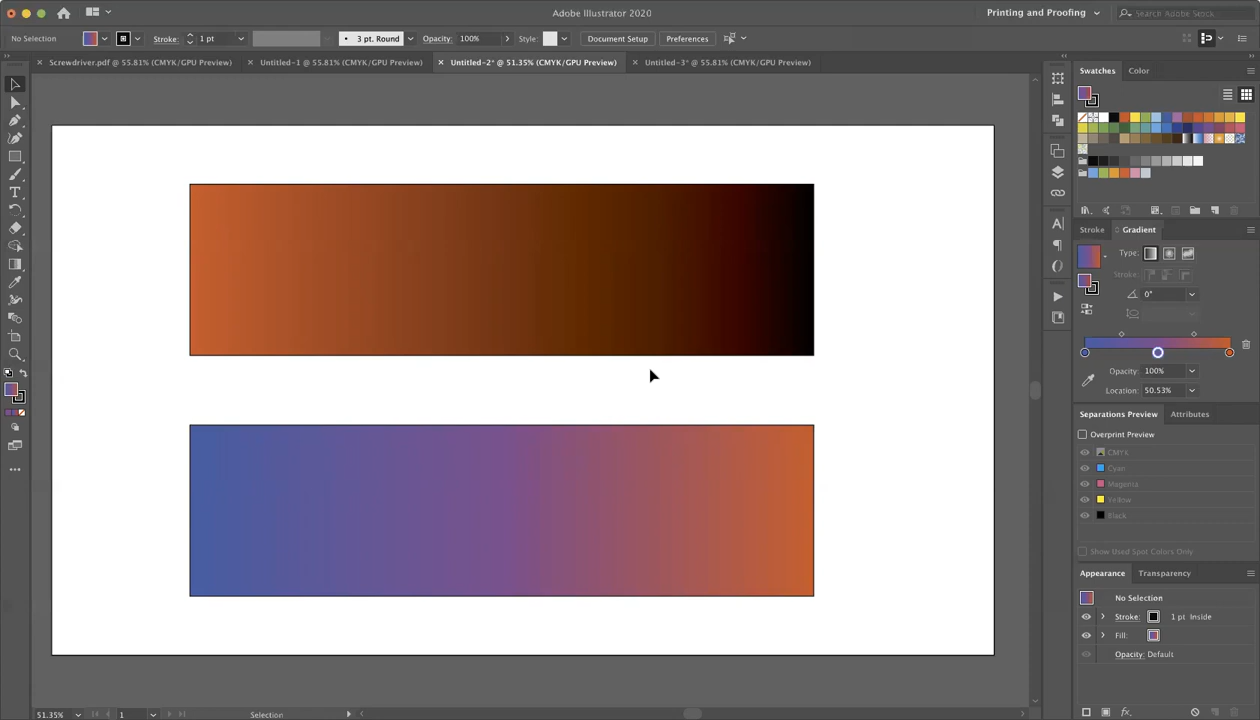 Adobe Illustrator 2020
Printing and Proofing
Search Adobe Stock
No Selection
Stroke:
1 pt
3 pt. Round
Opacity:
100%
Style:
Document Setup
Preferences
Screwdriver.pdf @ 55.81% (CMYK/GPU Preview)
Untitled-1 @ 55.81% (CMYK/GPU Preview)
Untitled-2* @ 51.35% (CMYK/GPU Preview)
Untitled-3* @ 55.81% (CMYK/GPU Preview)
Swatches
Color
Stroke
Gradient
Type:
Stroke:
0°
Opacity:
100%
Location:
50.53%
Separations Preview
Attributes
Overprint Preview
CMYK
Cyan
Magenta
Yellow
Black
Show Used Spot Colors Only
Appearance
Transparency
No Selection
Stroke:
1 pt Inside
Fill:
Opacity: Default
fx
51.35%
1
Selection